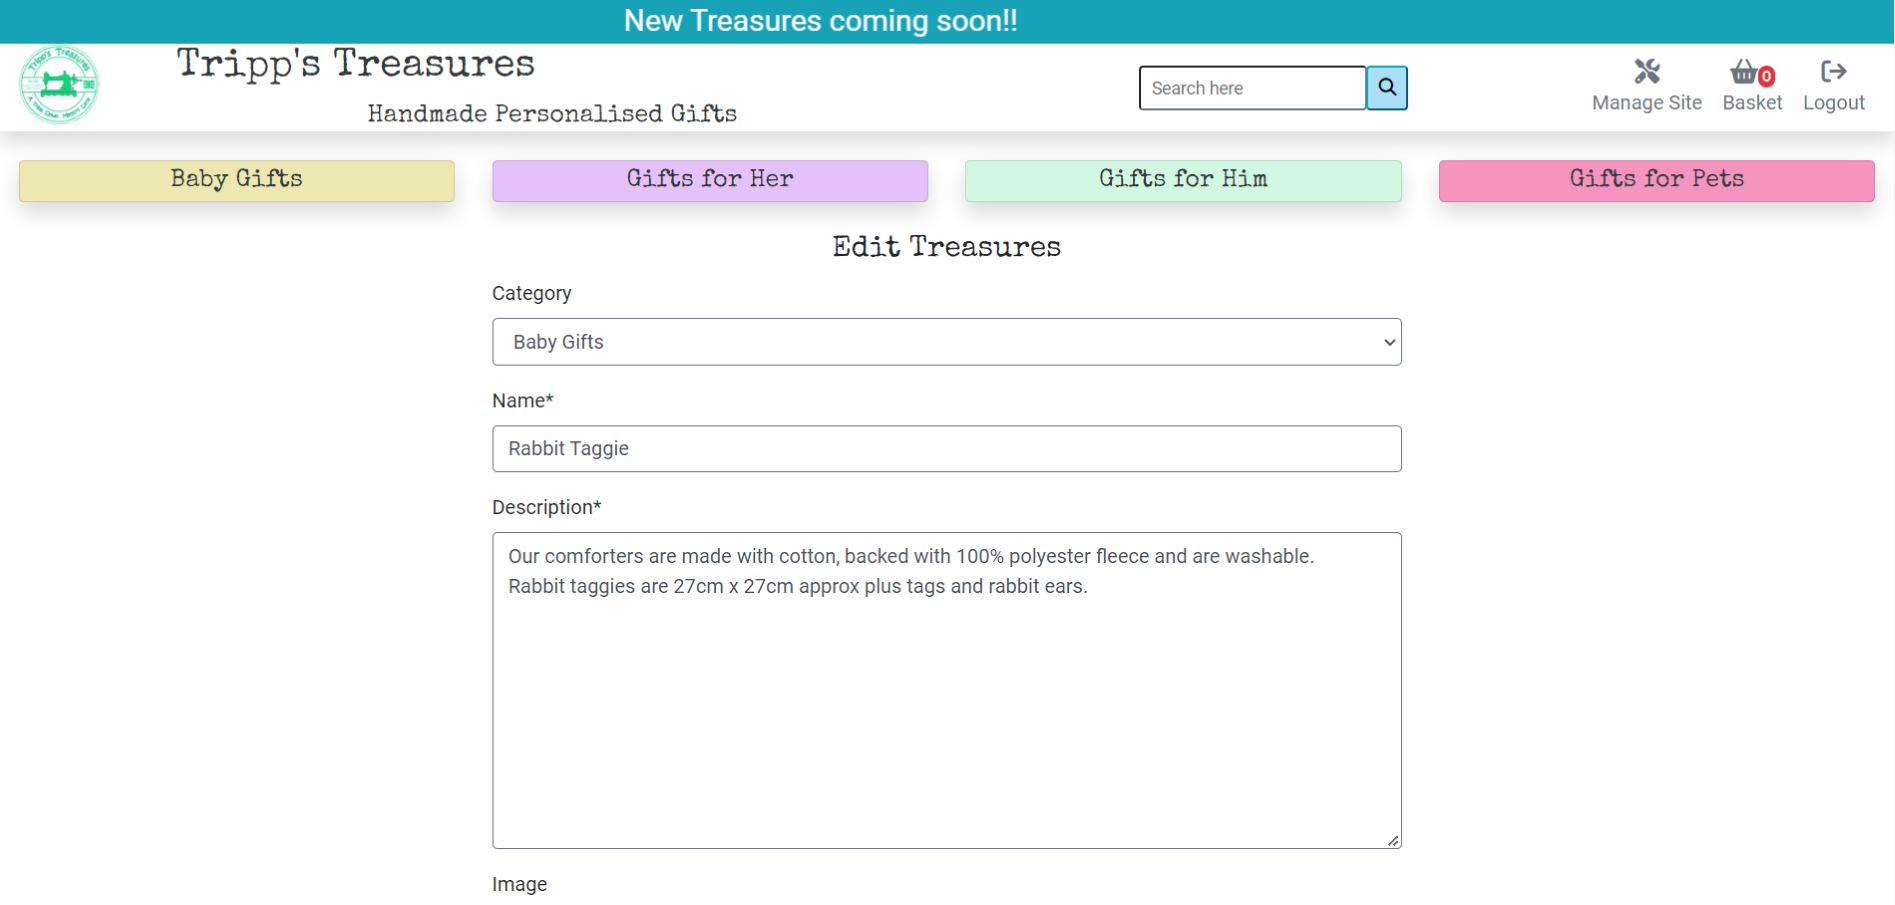 New Treasures coming soon!!
Tripp's Treasures
Tripp's Treasures
Handmade Personalised Gifts
Search here
Manage Site
0
Basket
Logout
Baby Gifts
Gifts for Her
Gifts for Him
Gifts for Pets
Edit Treasures
Category
Baby Gifts
Name*
Rabbit Taggie
Description*
Our comforters are made with cotton, backed with 100% polyester fleece and are washable.
Rabbit taggies are 27cm x 27cm approx plus tags and rabbit ears.
Image